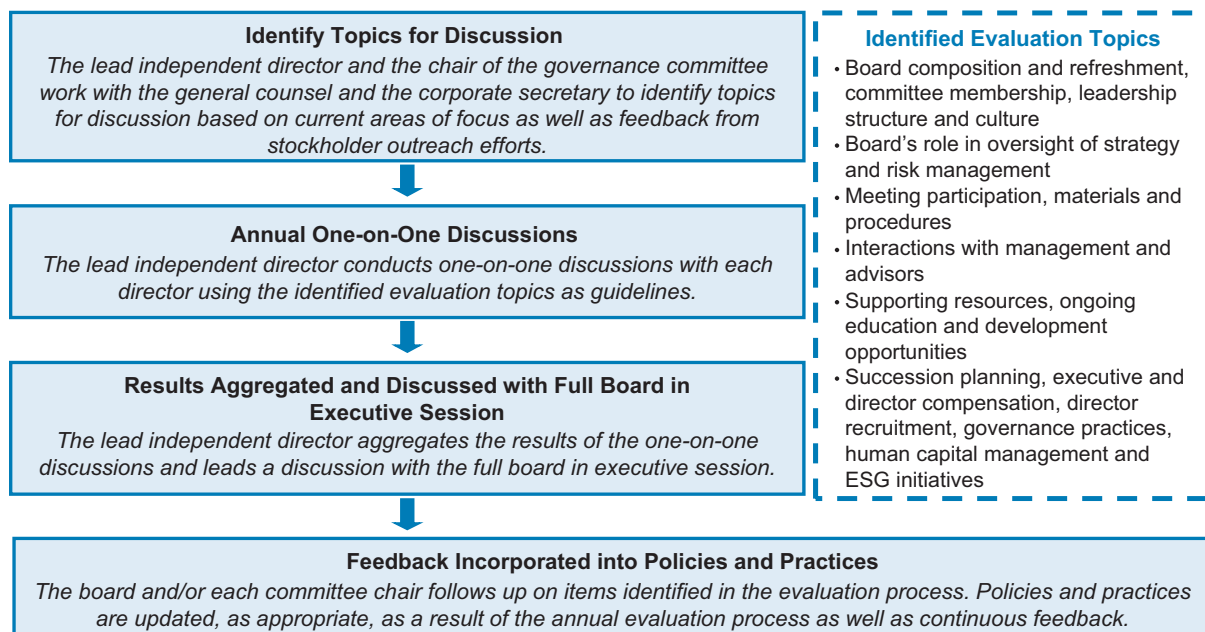 Identify Topics for Discussion
The lead independent director and the chair of the governance committee
work with the general counsel and the corporate secretary to identify topics
for discussion based on current areas of focus as well as feedback from
stockholder outreach efforts.
Annual One-on-One Discussions
The lead independent director conducts one-on-one discussions with each
director using the identified evaluation topics as guidelines.
Results Aggregated and Discussed with Full Board in
Executive Session
The lead independent director aggregates the results of the one-on-one
discussions and leads a discussion with the full board in executive session.
Identified Evaluation Topics
• Board composition and refreshment,
committee membership, leadership
structure and culture
• Board's role in oversight of strategy
and risk management
• Meeting participation, materials and
procedures
• Interactions with management and
advisors
• Supporting resources, ongoing
education and development
opportunities
• Succession planning, executive and
director compensation, director
recruitment, governance practices,
human capital management and
ESG initiatives
Feedback Incorporated into Policies and Practices
The board and/or each committee chair follows up on items identified in the evaluation process. Policies and practices
are updated, as appropriate, as a result of the annual evaluation process as well as continuous feedback.